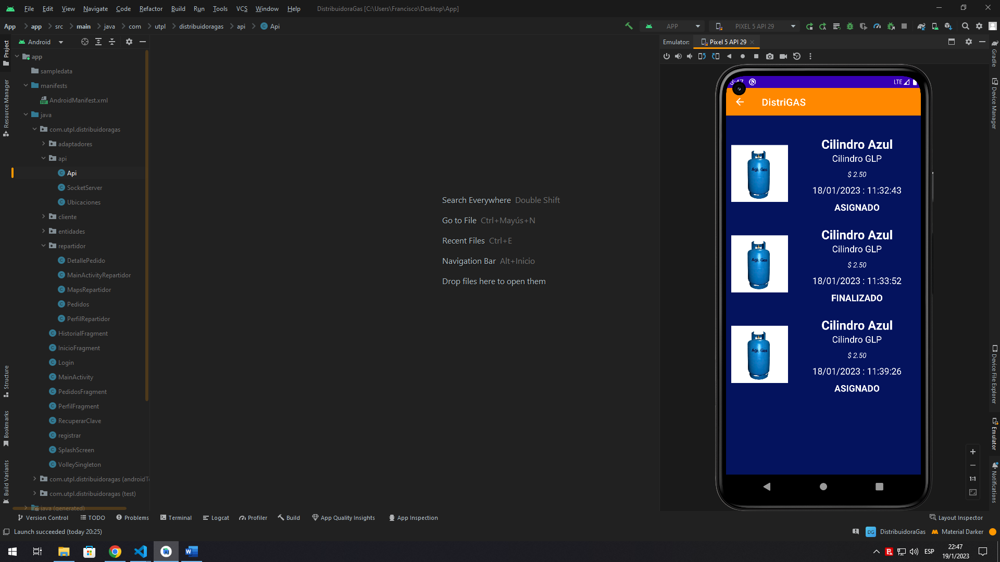 File Edit View Navigate Code Refactor Build Run Tools VCS Window Help DistribuidoraGas [C:\Users\Francisco\Desktop\App]
App app src main java com utpl distribuidoragas api Api
APP PIXEL 5 API 29
Project
Resource Manager
Structure
Bookmarks
Build Variants
Android
app
sampledata
manifests
AndroidManifest.xml
java
com.utpl.distribuidoragas
adaptadores
api
Api
SocketServer
Ubicaciones
cliente
entidades
repartidor
DetallePedido
MainActivityRepartidor
MapsRepartidor
Pedidos
PerfilRepartidor
HistorialFragment
InicioFragment
Login
MainActivity
PedidosFragment
PerfilFragment
RecuperarClave
registrar
SplashScreen
VolleySingleton
com.utpl.distribuidoragas (androidTe
com.utpl.distribuidoragas (test)
java (generated)
Search Everywhere Double Shift
Go to File Ctrl+Mayús+N
Recent Files Ctrl+E
Navigation Bar Alt+Inicio
Drop files here to open them
Emulator: Pixel 5 API 29
LTE
DistriGAS
AgipGas
Cilindro Azul
Cilindro GLP
$ 2.50
18/01/2023 : 11:32:43
ASIGNADO
AgipGas
Cilindro Azul
Cilindro GLP
$ 2.50
18/01/2023 : 11:33:52
FINALIZADO
AgipGas
Cilindro Azul
Cilindro GLP
$ 2.50
18/01/2023 : 11:39:26
ASIGNADO
1:1
Gradle
Device Manager
Device File Explorer
Emulator
Notifications
Version Control TODO Problems Terminal Logcat Profiler Build App Quality Insights App Inspection Layout Inspector
Launch succeeded (today 20:25) DG DistribuidoraGas Material Darker
ESP 22:47
19/1/2023